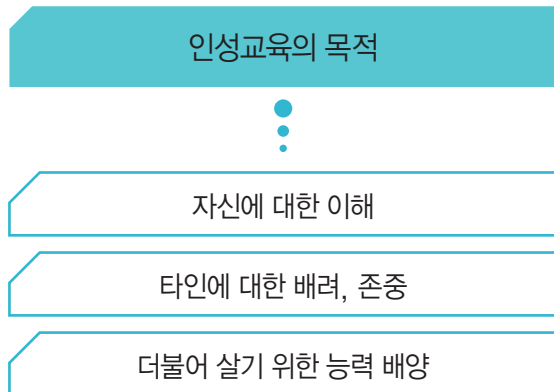 인성교육의 목적
자신에 대한 이해
타인에 대한 배려, 존중
더불어 살기 위한 능력 배양